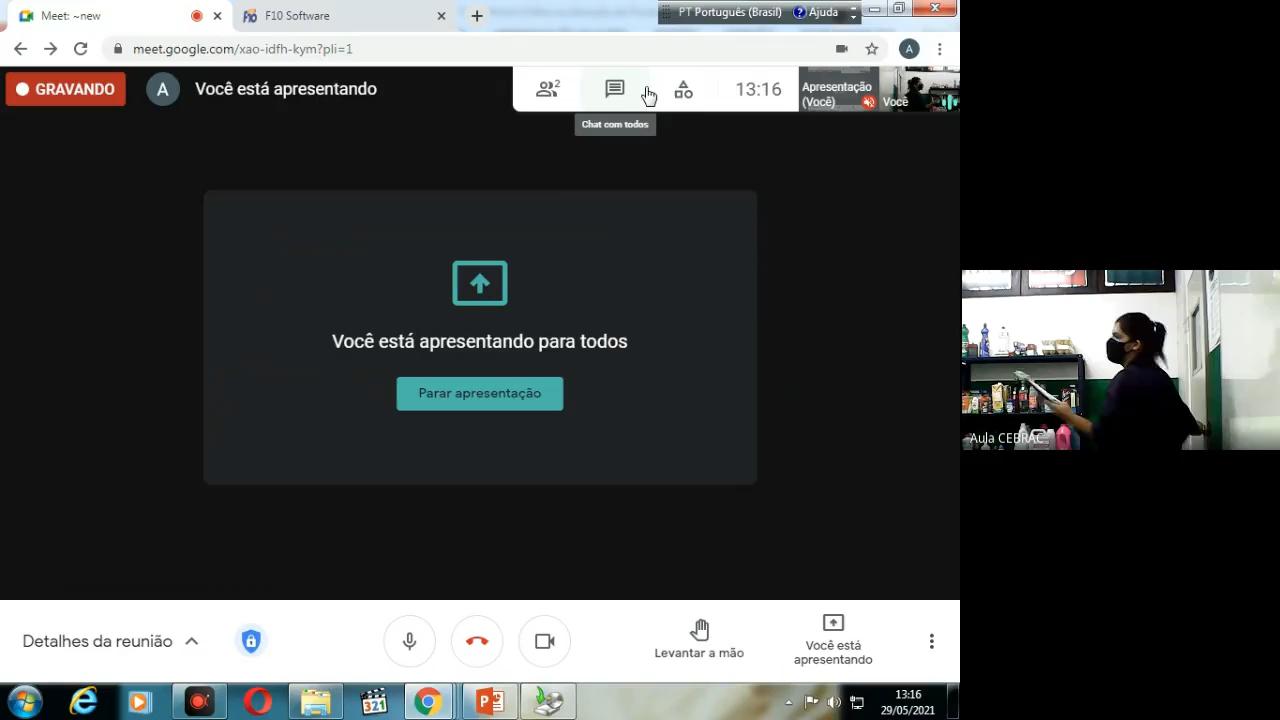 Meet: ~new
F10 Software
PT Português (Brasil)
Ajuda
meet.google.com/xao-idfh-kym?pli=1
A
GRAVANDO
A
Você está apresentando
2
13:16
Apresentação
(Você)
Você
Chat com todos
Você está apresentando para todos
Parar apresentação
Aula CEBRAC
Detalhes da reunião
Levantar a mão
Você está
apresentando
321
13:16
29/05/2021